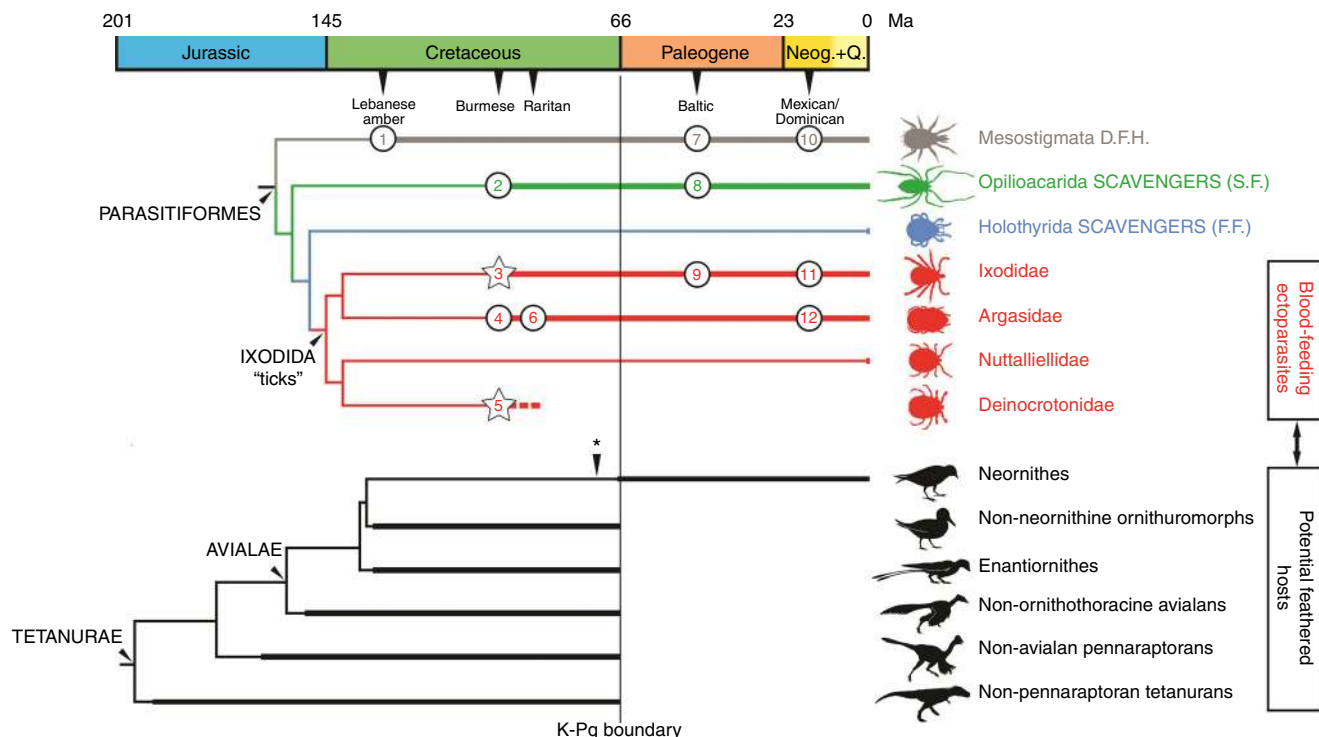 201 145 66 23 0 Ma
Jurassic Cretaceous Paleogene Neog.+Q.
Lebanese amber Burmese Raritan Baltic Mexican/ Dominican
1 7 10 Mesostigmata D.F.H.
2 8 Opilioacarida SCAVENGERS (S.F.)
PARASITIFORMES
Holothyrida SCAVENGERS (F.F.)
3 9 11 Ixodidae
4 6 12 Argasidae
IXODIDA
"ticks"
Nuttalliellidae
5 Deinocrotonidae
Blood-feeding
ectoparasites
*
Neornithes
Non-neornithine ornithuromorphs
AVIALAE
Enantiornithes
Non-ornithothoracine avialans
TETANURAE
Non-avialan pennaraptorans
Non-pennaraptoran tetanurans
Potential feathered
hosts
K-Pg boundary